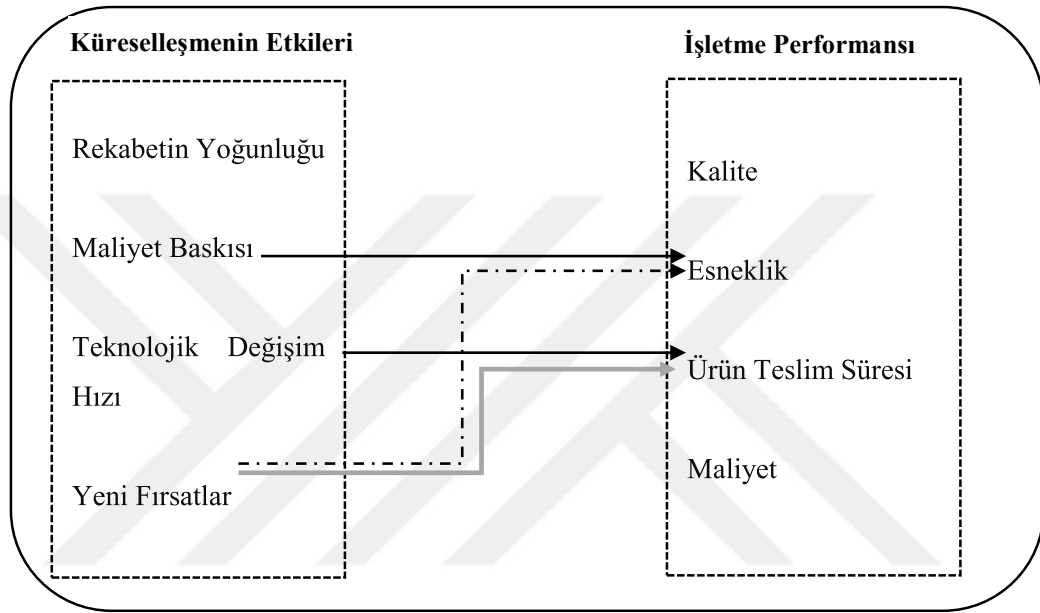 Küreselleşmenin Etkileri
Rekabetin Yoğunluğu
Maliyet Baskısı
Teknolojik Değişim
Hızı
Yeni Fırsatlar
İşletme Performansı
Kalite
Esneklik
Ürün Teslim Süresi
Maliyet